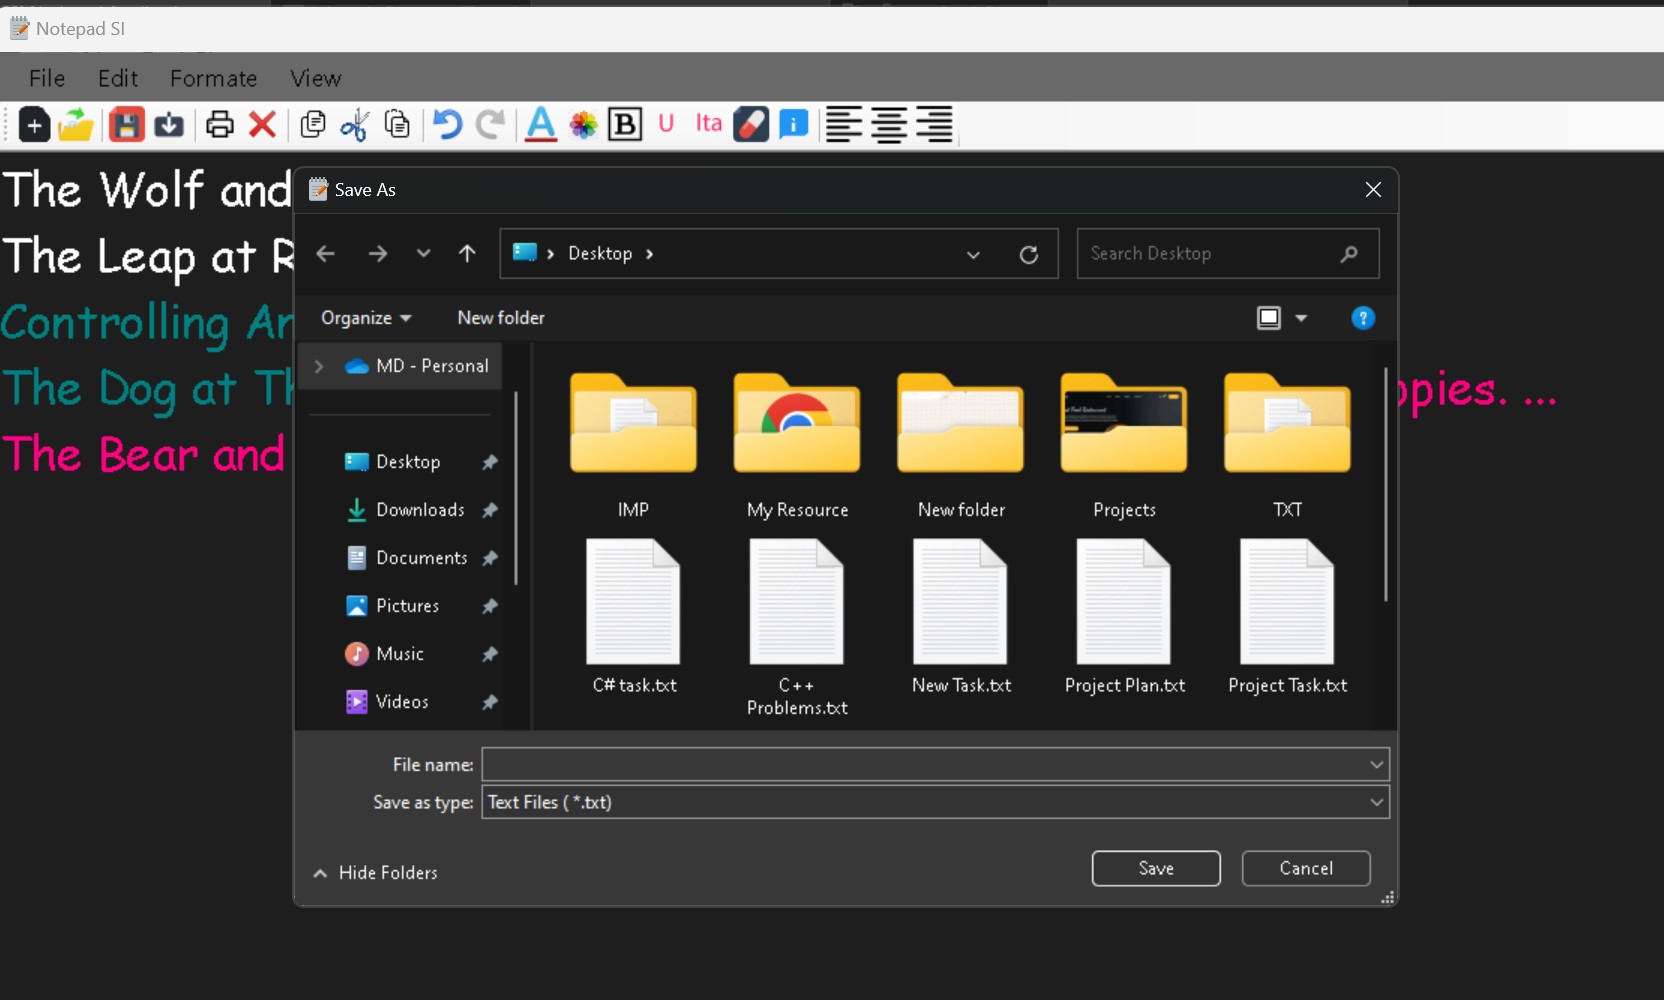 Notepad SI
File Edit Formate View
B U Ita
The Wolf and
The Leap at
Controlling
The Dog at
opies. ...
The Bear and
Save As
Desktop
Search Desktop
Organize New folder
MD - Personal
Desktop
Downloads
Documents
Pictures
Music
Videos
IMP My Resource New folder Projects TXT
C# task.txt C++ Problems.txt New Task.txt Project Plan.txt Project Task.txt
File name:
Save as type: Text Files ( *.txt)
Hide Folders
Save Cancel